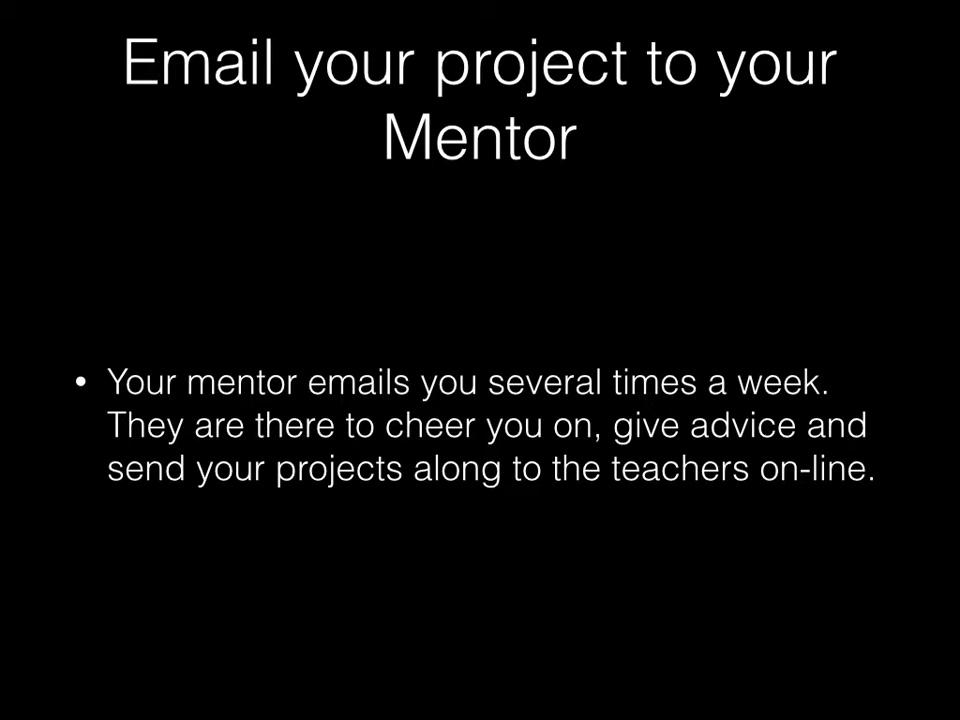 Email your project to your
Mentor
• Your mentor emails you several times a week.
They are there to cheer you on, give advice and
send your projects along to the teachers on-line.